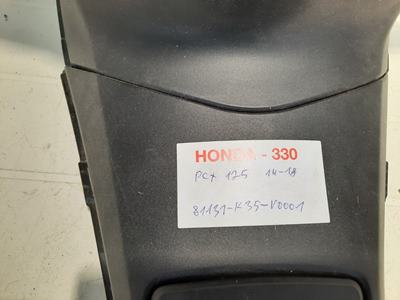 HONDA - 330
PCX 125 14-18
81131-K35-V0001